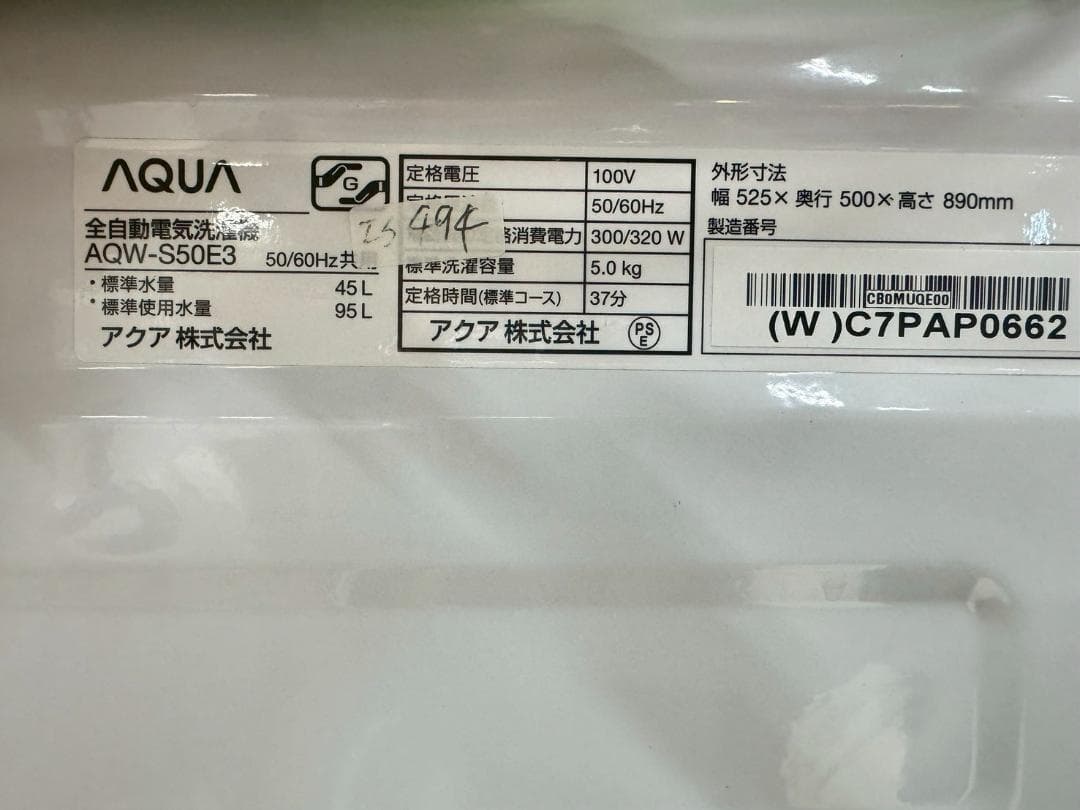 AQUA
G
全自動電気洗濯機
AQW-S50E3 50/60Hz共用
・標準水量 45L
・標準使用水量 95L
アクア株式会社
494
定格電圧 100V
50/60Hz
消費電力 300/320 W
標準洗濯容量 5.0 kg
定格時間(標準コース) 37分
アクア株式会社 PSE
外形寸法
幅 525×奥行 500×高さ 890mm
製造番号
CB0MUQE00
(W )C7PAP0662